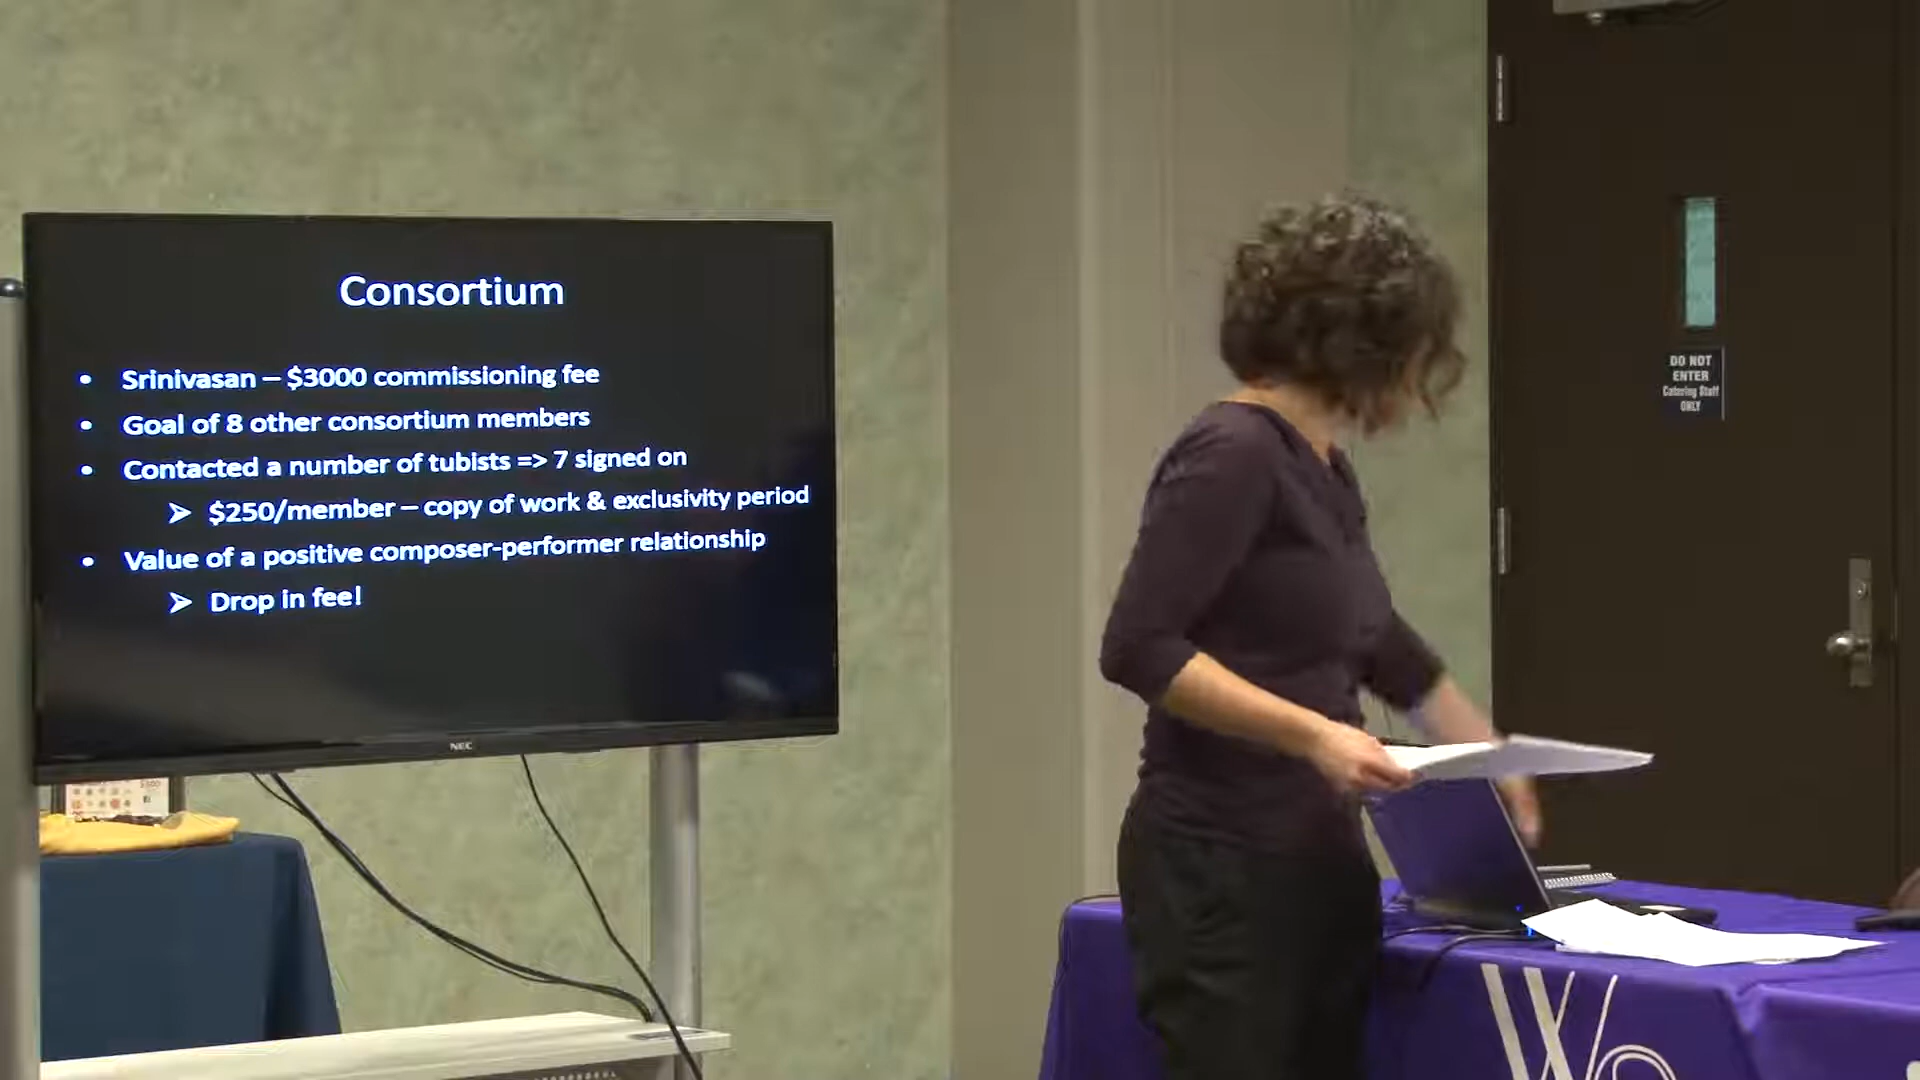 Consortium
• Srinivasan – $3000 commissioning fee
• Goal of 8 other consortium members
• Contacted a number of tubists => 7 signed on
➢ $250/member – copy of work & exclusivity period
• Value of a positive composer-performer relationship
➢ Drop in fee!
NEC
DO NOT
ENTER
Catering Staff
ONLY
$500
Wo